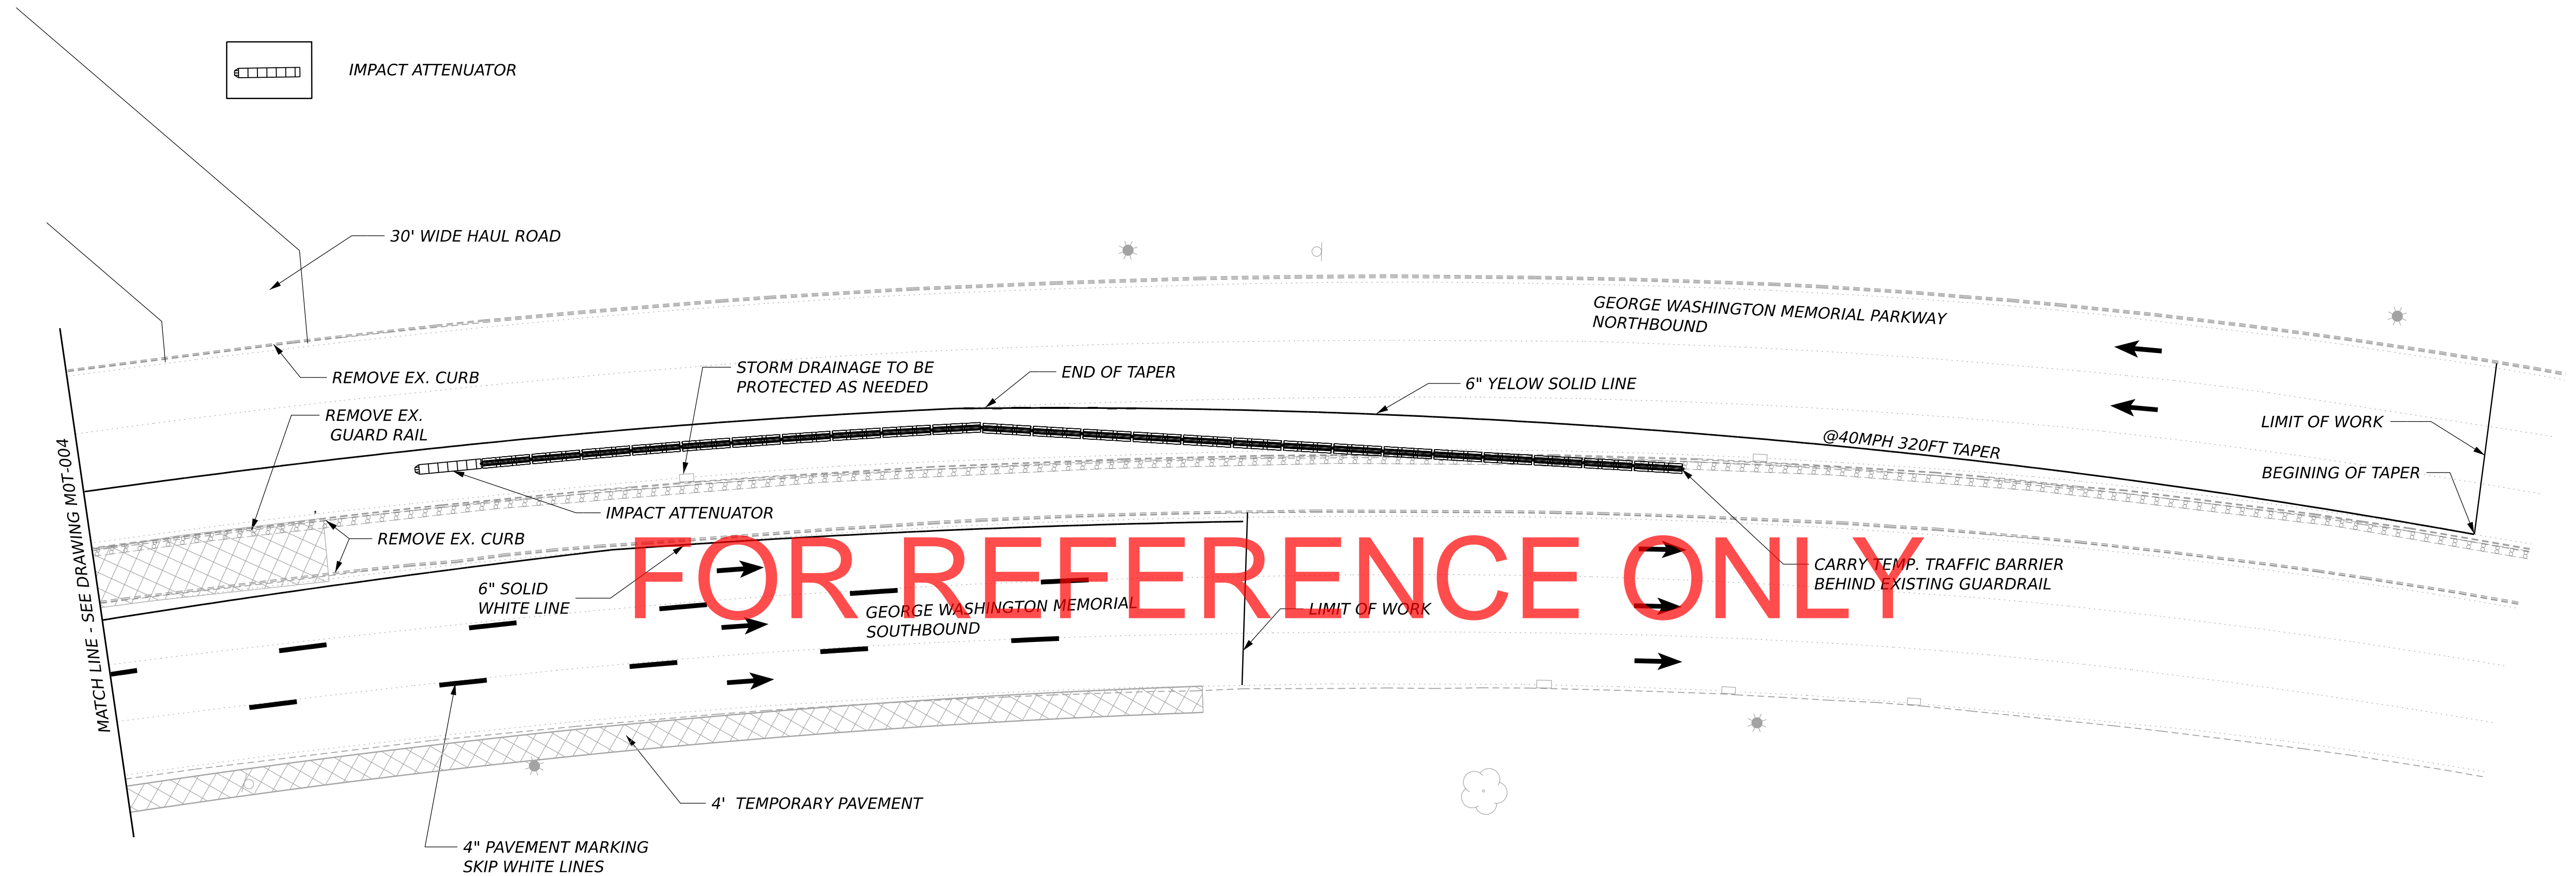 IMPACT ATTENUATOR
30' WIDE HAUL ROAD
GEORGE WASHINGTON MEMORIAL PARKWAY
NORTHBOUND
REMOVE EX. CURB
STORM DRAINAGE TO BE
PROTECTED AS NEEDED
END OF TAPER
6" YELOW SOLID LINE
REMOVE EX.
GUARD RAIL
@40MPH 320FT TAPER
LIMIT OF WORK
BEGINING OF TAPER
MATCH LINE - SEE DRAWING M0T-004
IMPACT ATTENUATOR
REMOVE EX. CURB
FOR REFERENCE ONLY
6" SOLID
WHITE LINE
GEORGE WASHINGTON MEMORIAL
SOUTHBOUND
LIMIT OF WORK
CARRY TEMP. TRAFFIC BARRIER
BEHIND EXISTING GUARDRAIL
4' TEMPORARY PAVEMENT
4" PAVEMENT MARKING
SKIP WHITE LINES